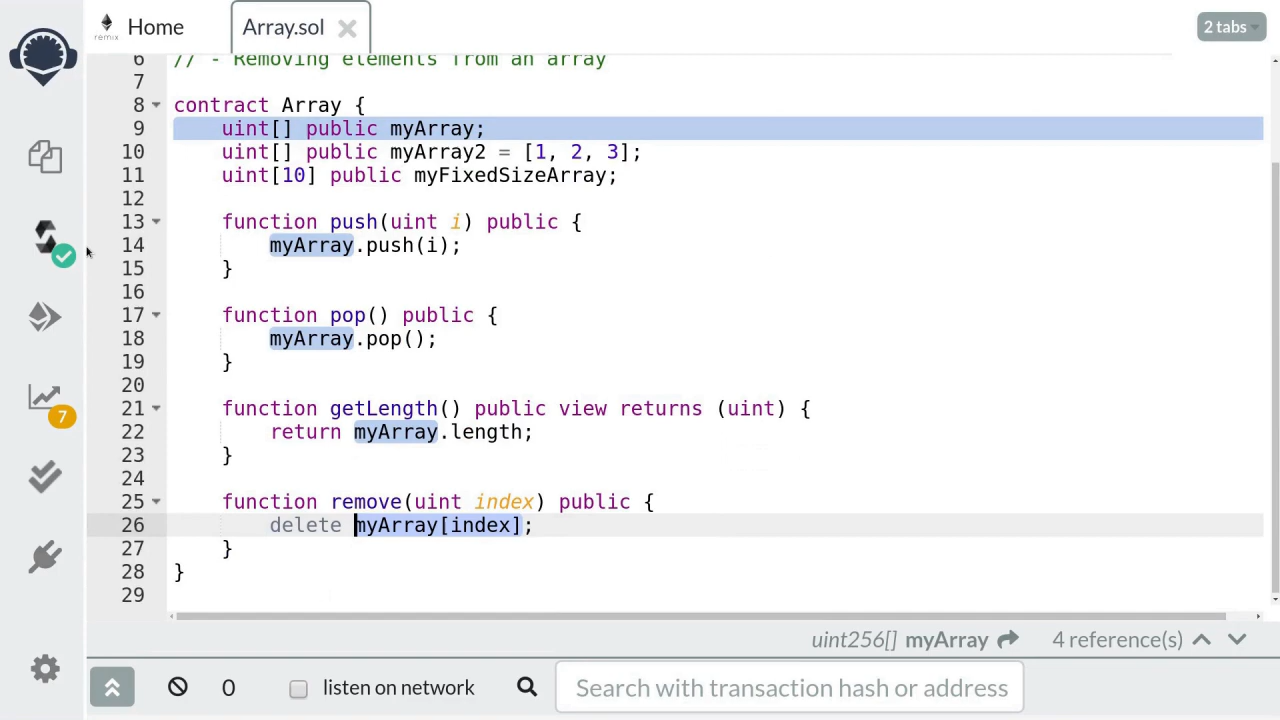 remix
Home
Array.sol
2 tabs
6 // - Removing elements from an array
7
8 contract Array {
9 uint[] public myArray;
10 uint[] public myArray2 = [1, 2, 3];
11 uint[10] public myFixedSizeArray;
12
13 function push(uint i) public {
14 myArray.push(i);
15 }
16
17 function pop() public {
18 myArray.pop();
19 }
20
21 function getLength() public view returns (uint) {
22 return myArray.length;
23 }
24
25 function remove(uint index) public {
26 delete myArray[index];
27 }
28 }
29
7
uint256[] myArray 4 reference(s)
0 listen on network Search with transaction hash or address